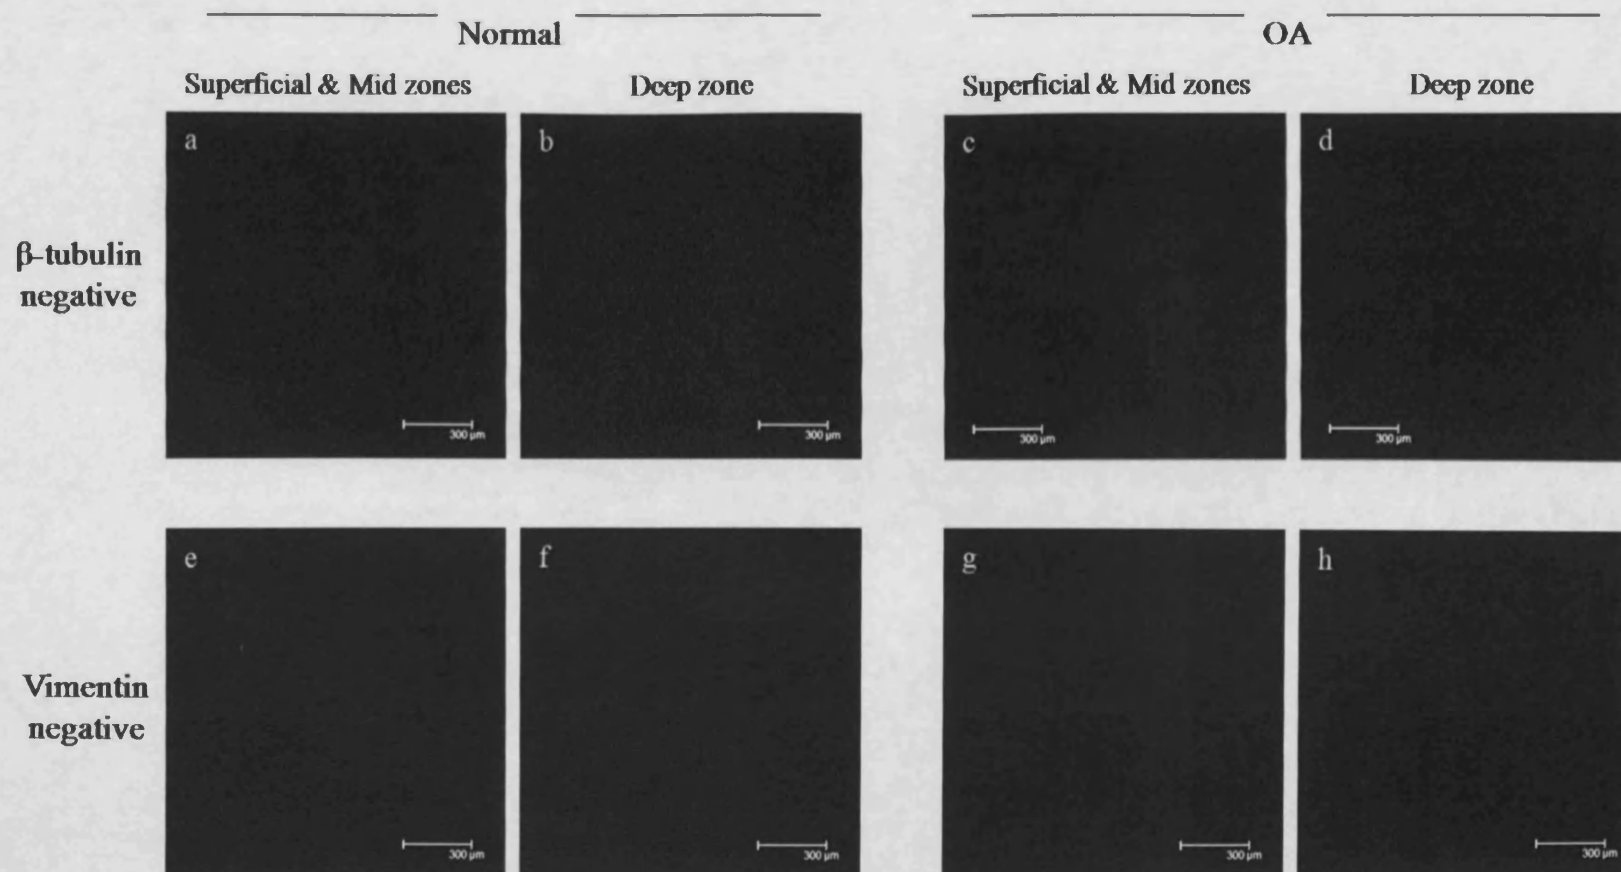 Normal
OA
Superficial & Mid zones
Deep zone
Superficial & Mid zones
Deep zone
β-tubulin
negative
a
300 µm
b
300 µm
c
300 µm
d
300 µm
Vimentin
negative
e
300 µm
f
300 µm
g
300 µm
h
300 µm